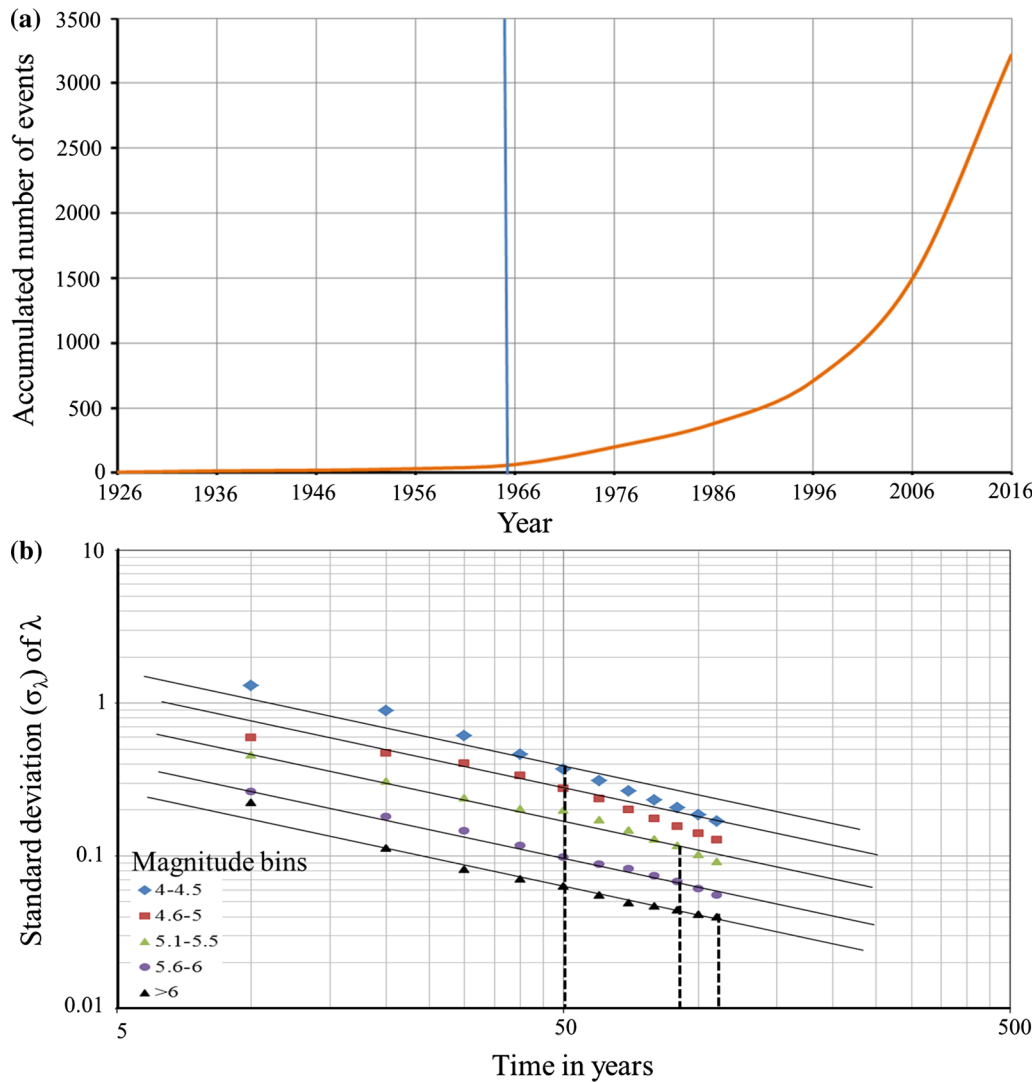 (a)
Accumulated number of events
3500
3000
2500
2000
1500
1000
500
0
1926 1936 1946 1956 1966 1976 1986 1996 2006 2016
Year
(b)
Standard deviation (σλ) of λ
10
1
0.1
0.01
Magnitude bins
4-4.5
4.6-5
5.1-5.5
5.6-6
>6
5 50 500
Time in years